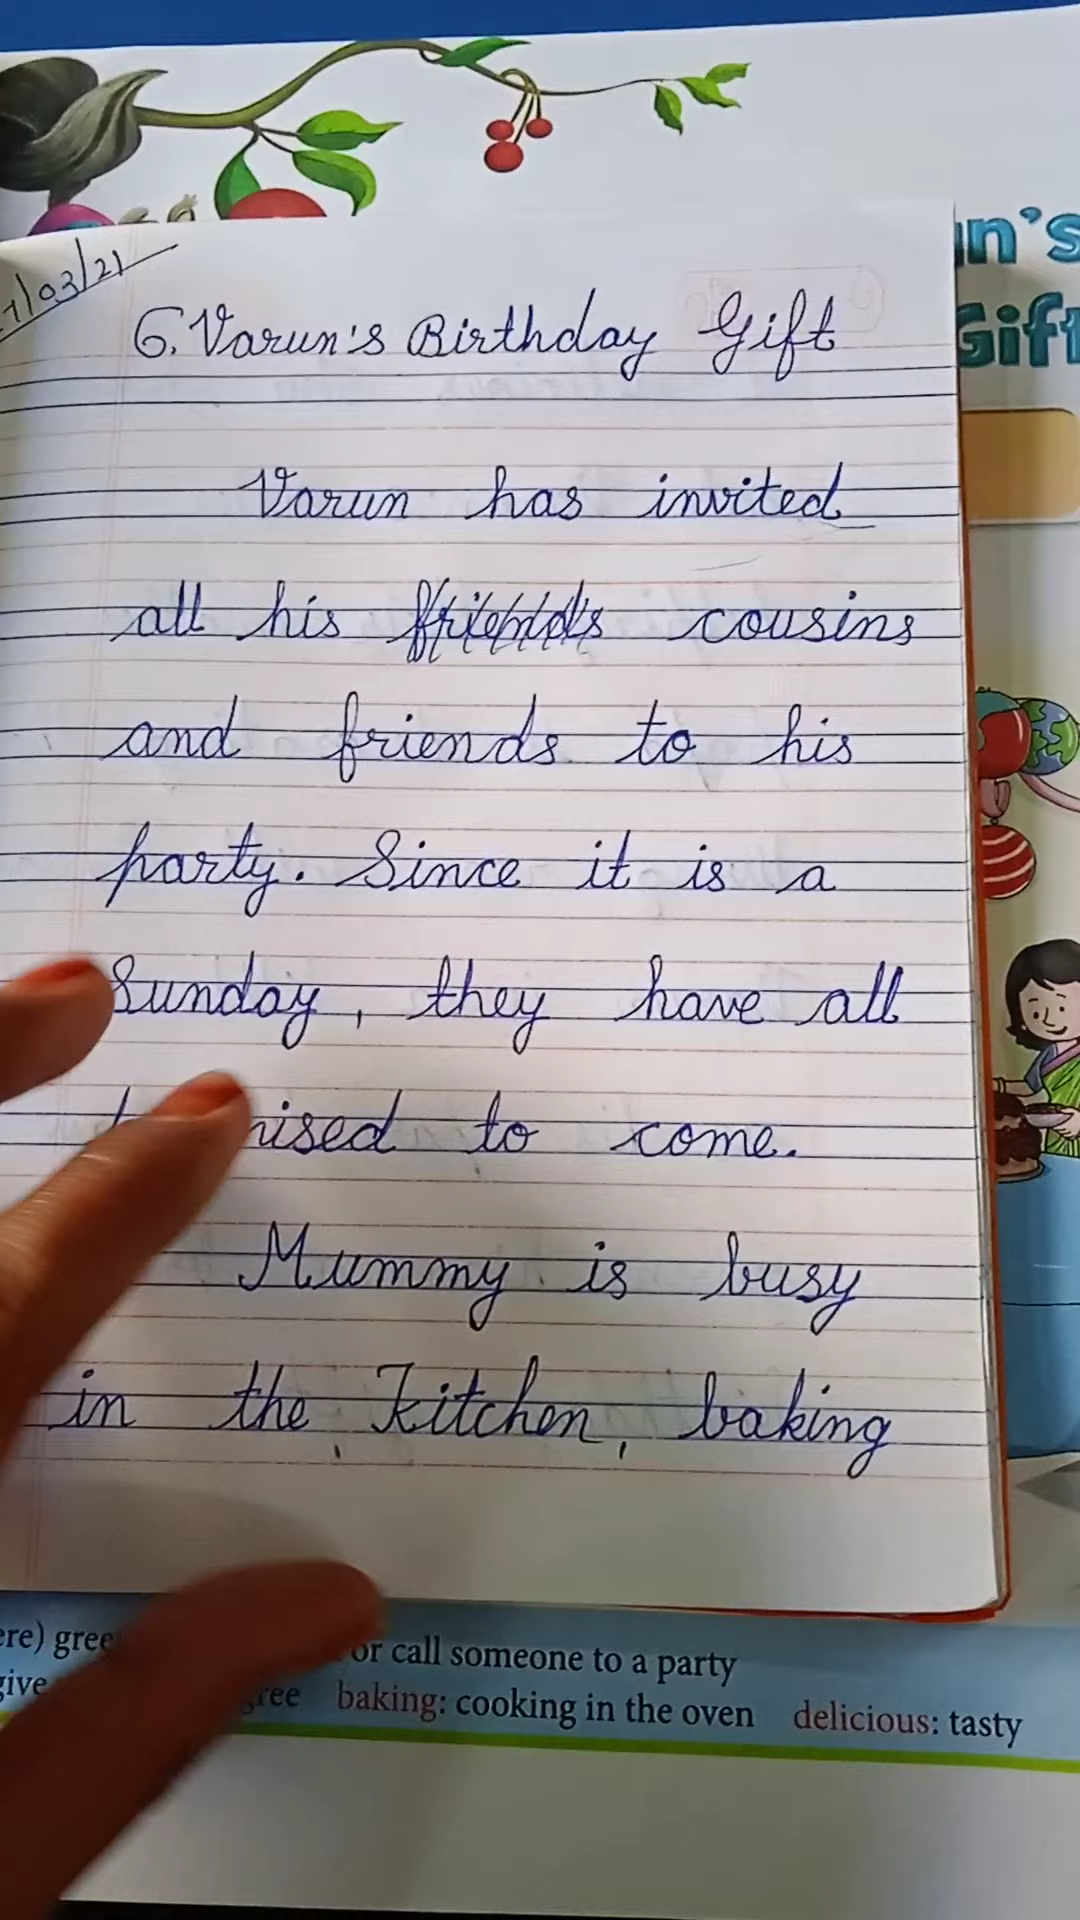 /03/21
6. Varun's Birthday Gift
Varun has invited
all his friends cousins
and friends to his
party. Since it is a
Sunday, they have all
to come.
Mummy is busy
in the Kitchen, baking
n's
Gift
or call someone to a party
give baking: cooking in the oven delicious: tasty